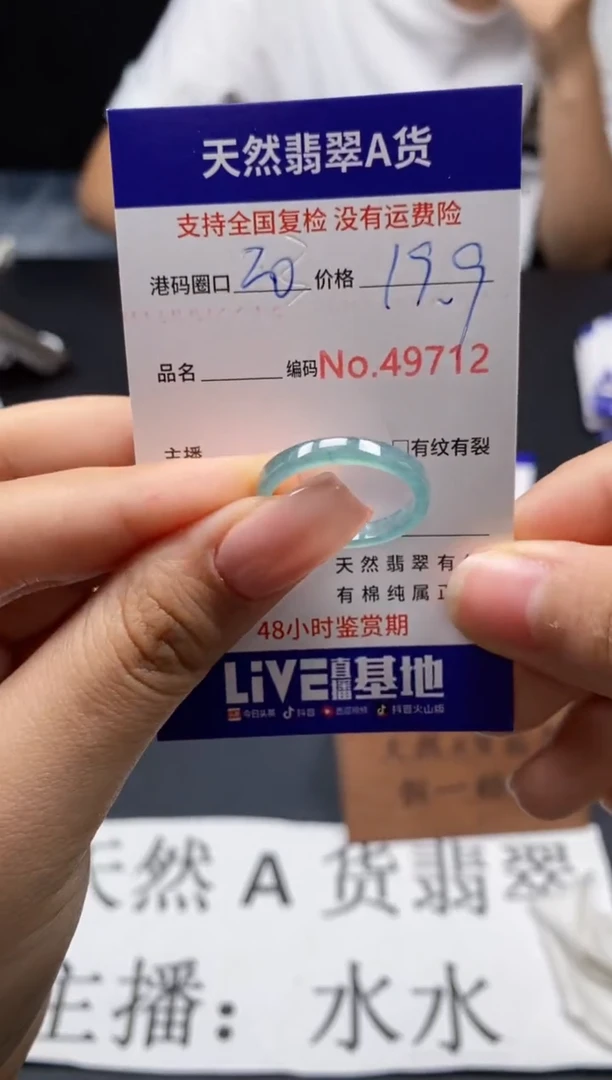 天然翡翠A货
支持全国复检 没有运费险
港码圈口 20 价格 19.9
品名 编码 No.49712
主播 □有纹有裂
天然翡翠有
有棉纯属正
48小时鉴赏期
LiVE直播基地
今日头条 抖音 西瓜视频 抖音火山版
天然A货翡翠
主播：水水